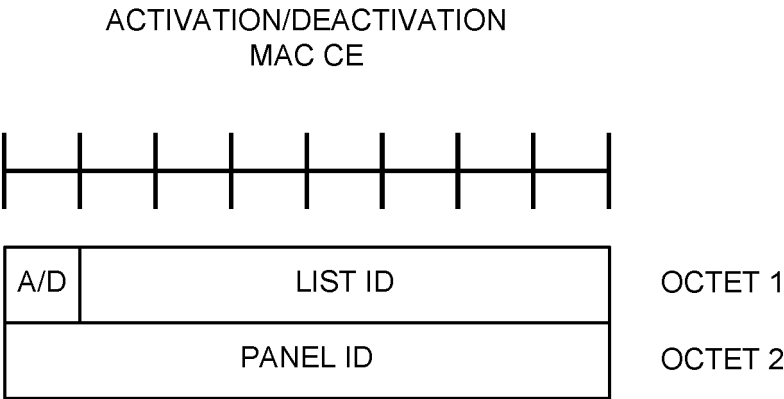 ACTIVATION/DEACTIVATION
MAC CE
A/D LIST ID OCTET 1
PANEL ID OCTET 2